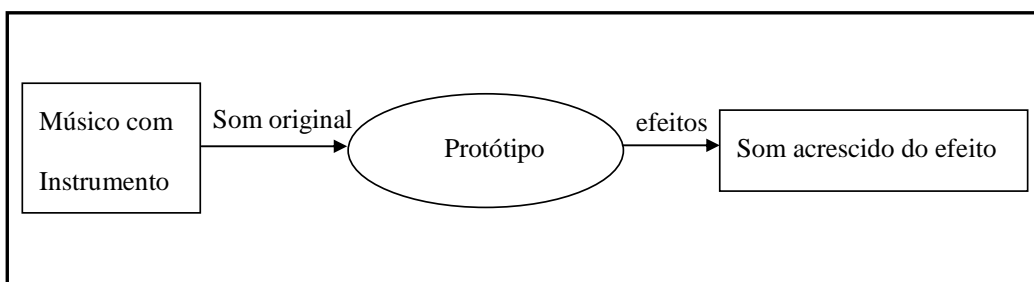 Músico com
Instrumento
Som original
Protótipo
efeitos
Som acrescido do efeito